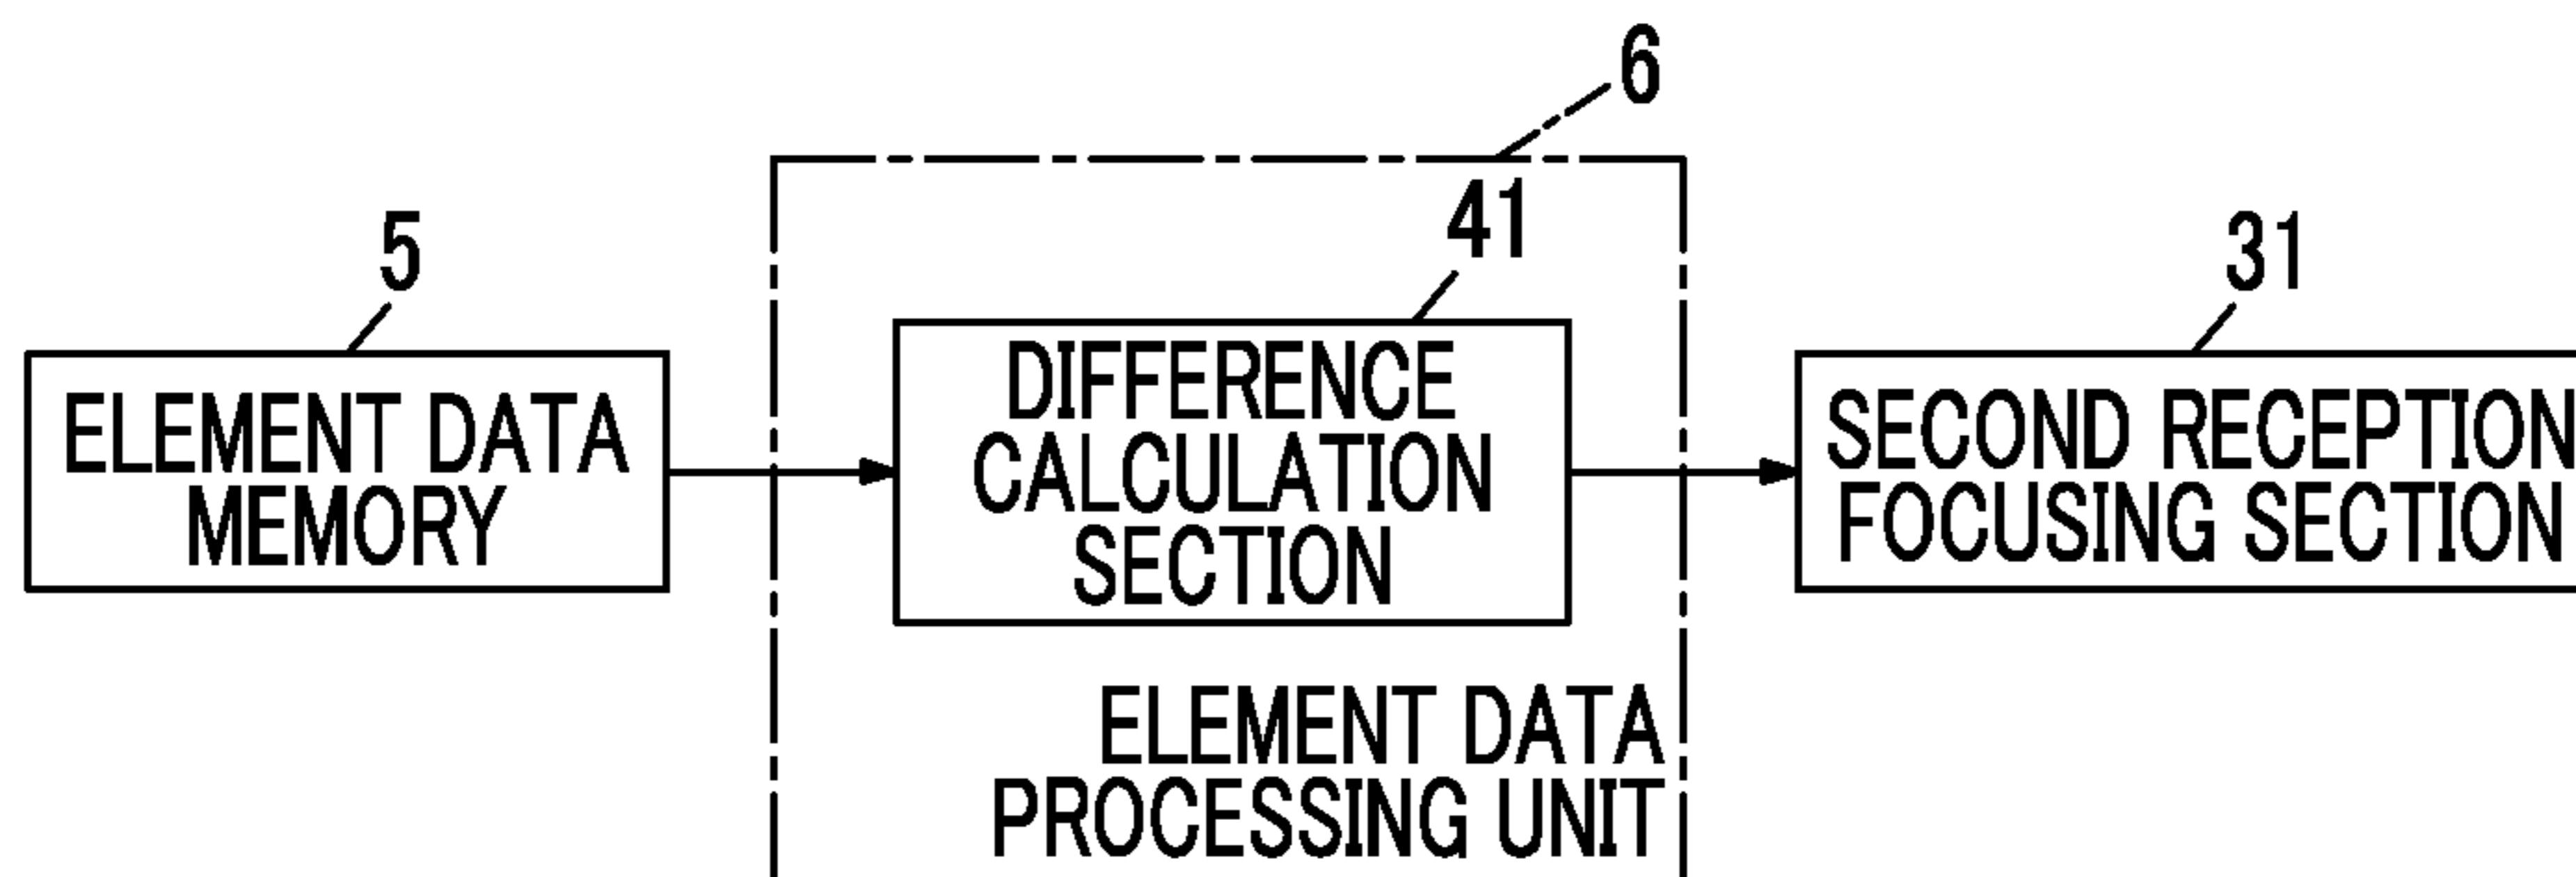 6
41
5
31
ELEMENT DATA
MEMORY
DIFFERENCE
CALCULATION
SECTION
SECOND RECEPTION
FOCUSING SECTION
ELEMENT DATA
PROCESSING UNIT